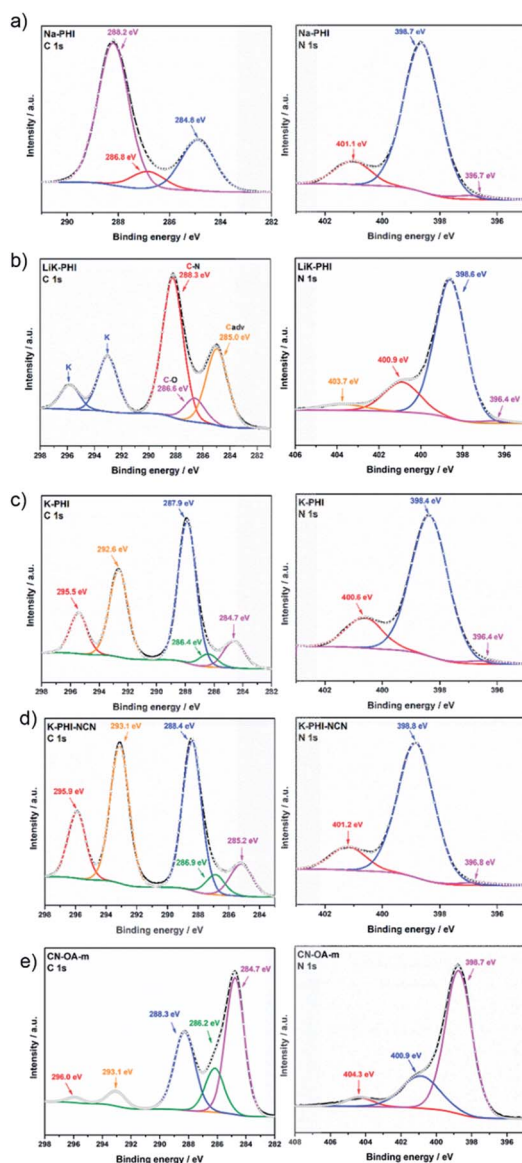 a)
Na-PHI
C 1s
288.2 eV
286.8 eV
284.8 eV
Intensity / a.u.
290 288 286 284 282
Binding energy / eV
Na-PHI
N 1s
398.7 eV
401.1 eV
396.7 eV
Intensity / a.u.
402 400 398 396
Binding energy / eV
b)
LiK-PHI
C 1s
C-N
288.3 eV
Cadv
285.0 eV
K
K
C-O
286.6 eV
Intensity / a.u.
298 296 294 292 290 288 286 284 282
Binding energy / eV
LiK-PHI
N 1s
398.6 eV
400.9 eV
403.7 eV
396.4 eV
Intensity / a.u.
406 404 402 400 398 396
Binding energy / eV
c)
K-PHI
C 1s
287.9 eV
292.6 eV
295.5 eV
284.7 eV
286.4 eV
Intensity / a.u.
298 296 294 292 290 288 286 284 282
Binding energy / eV
K-PHI
N 1s
398.4 eV
400.6 eV
396.4 eV
Intensity / a.u.
402 400 398 396
Binding energy / eV
d)
K-PHI-NCN
C 1s
293.1 eV
288.4 eV
295.9 eV
286.9 eV
285.2 eV
Intensity / a.u.
298 296 294 292 290 288 286 284
Binding energy / eV
K-PHI-NCN
N 1s
398.8 eV
401.2 eV
396.8 eV
Intensity / a.u.
402 400 398 396
Binding energy / eV
e)
CN-OA-m
C 1s
284.7 eV
288.3 eV
286.2 eV
296.0 eV
293.1 eV
Intensity / a.u.
298 296 294 292 290 288 286 284 282
Binding energy / eV
CN-OA-m
N 1s
398.7 eV
400.9 eV
404.3 eV
Intensity / a.u.
408 406 404 402 400 398 396
Binding energy / eV